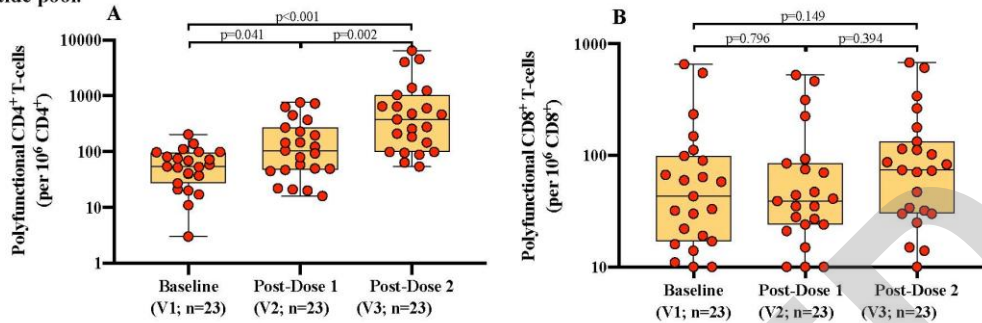 A
p<0.001
p=0.041
p=0.002
Polyfunctional CD4+ T-cells
(per 10⁶ CD4⁺)
10000
1000
100
10
1
Baseline
(V1; n=23)
Post-Dose 1
(V2; n=23)
Post-Dose 2
(V3; n=23)
B
p=0.149
p=0.796
p=0.394
Polyfunctional CD8⁺ T-cells
(per 10⁶ CD8⁺)
1000
100
10
Baseline
(V1; n=23)
Post-Dose 1
(V2; n=23)
Post-Dose 2
(V3; n=23)